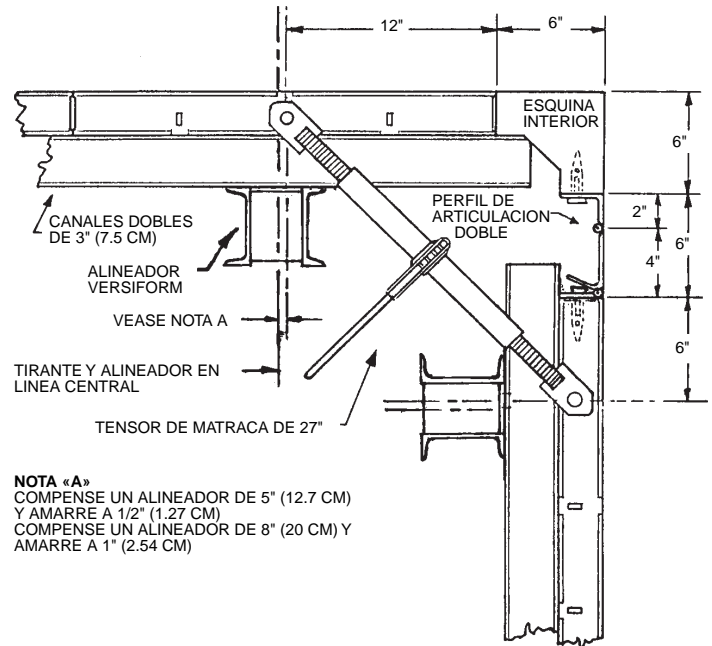 12"
6"
ESQUINA
INTERIOR
6"
PERFIL DE
ARTICULACION
DOBLE
2"
6"
4"
CANALES DOBLES
DE 3" (7.5 CM)
ALINEADOR
VERSIFORM
VEASE NOTA A
6"
TIRANTE Y ALINEADOR EN
LINEA CENTRAL
TENSOR DE MATRACA DE 27"
NOTA «A»
COMPENSE UN ALINEADOR DE 5" (12.7 CM)
Y AMARRE A 1/2" (1.27 CM)
COMPENSE UN ALINEADOR DE 8" (20 CM) Y
AMARRE A 1" (2.54 CM)